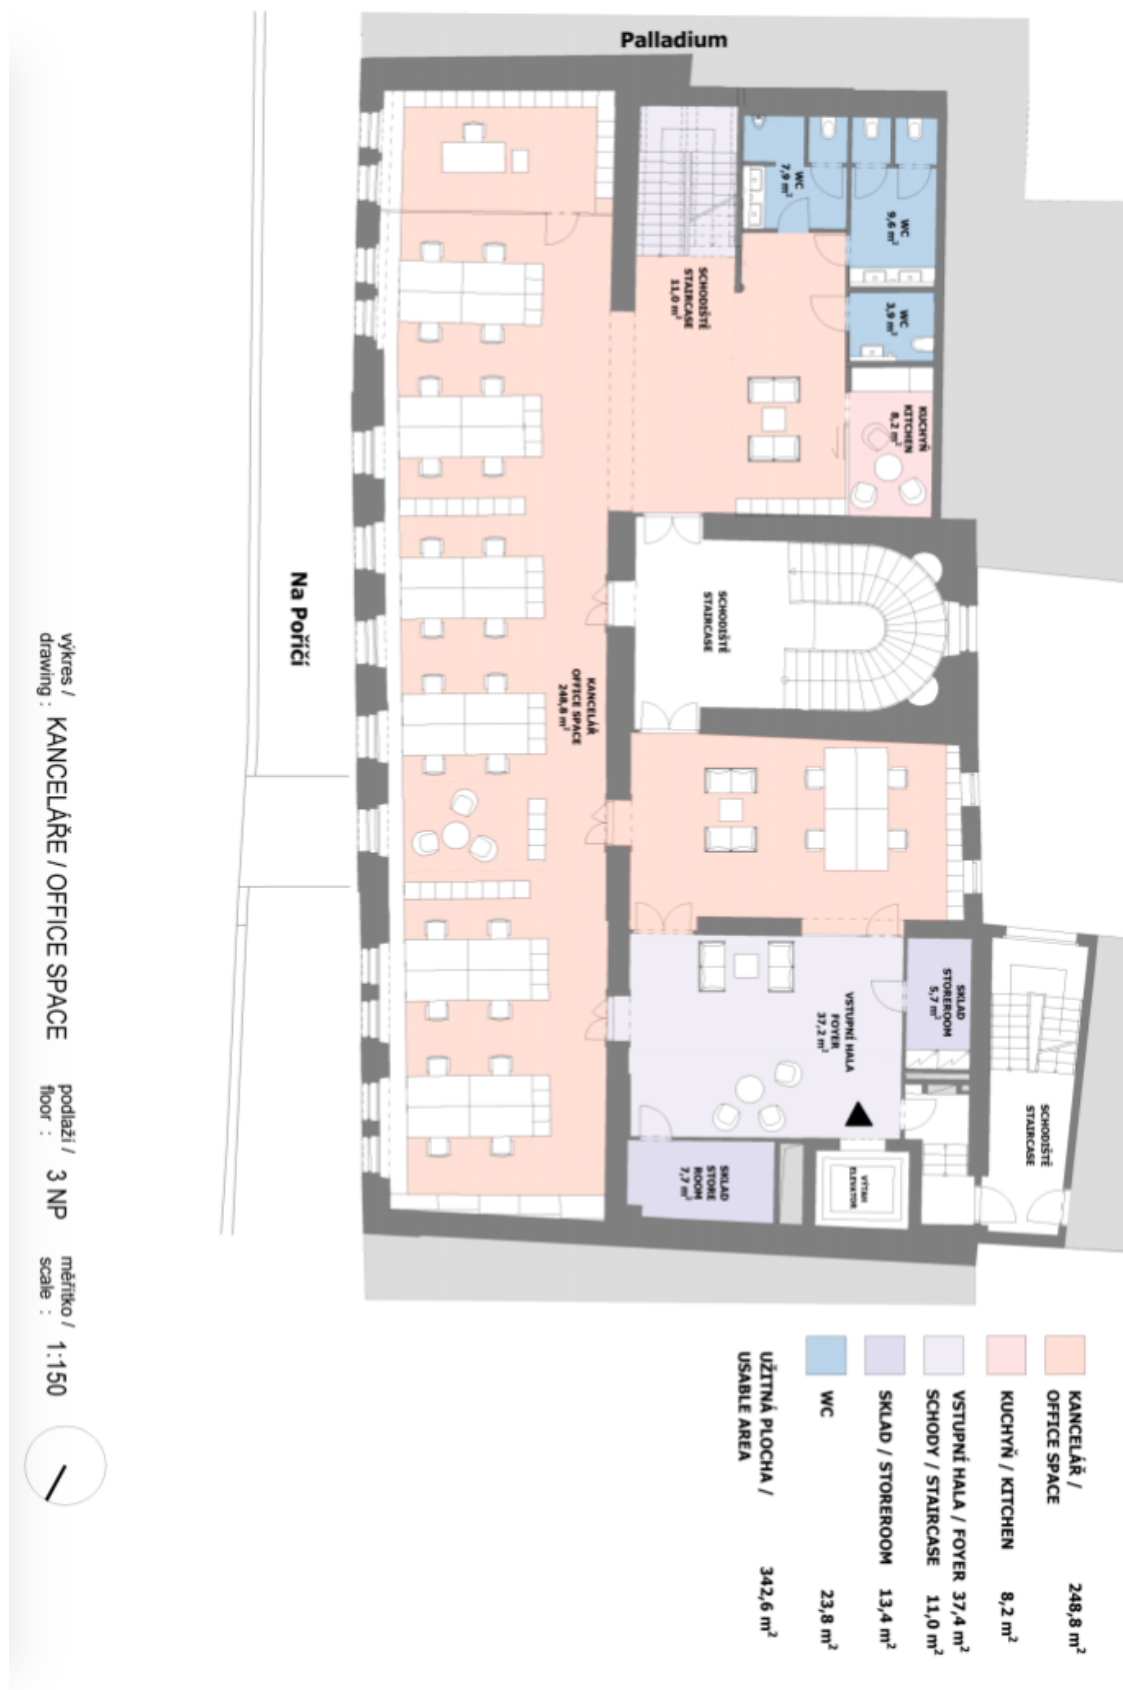 Palladium
WC
7,9 m²
WC
9,6 m²
WC
3,9 m²
SCHODIŠTĚ
STAIRCASE
11,0 m²
KUCHYŇ
KITCHEN
8,2 m²
SCHODIŠTĚ
STAIRCASE
KANCELÁŘ
OFFICE SPACE
248,8 m²
Na Poříčí
SKLAD
STOREROOM
5,7 m²
VSTUPNÍ HALA
FOYER
37,2 m²
SCHODIŠTĚ
STAIRCASE
SKLAD
STORE
ROOM
7,7 m²
VÝTAH
ELEVATOR
KANCELÁŘ /
OFFICE SPACE 248,8 m²
KUCHYŇ / KITCHEN 8,2 m²
VSTUPNÍ HALA / FOYER 37,4 m²
SCHODY / STAIRCASE 11,0 m²
SKLAD / STOREROOM 13,4 m²
WC 23,8 m²
UŽITNÁ PLOCHA /
USABLE AREA 342,6 m²
výkres /
drawing : KANCELÁŘE / OFFICE SPACE
podlaží /
floor : 3 NP
měřítko /
scale : 1:150